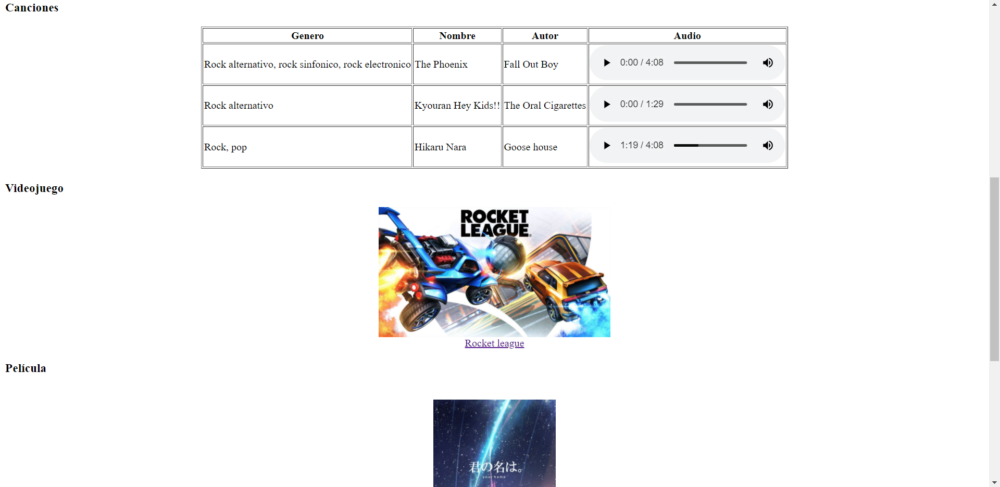 Canciones
Genero Nombre Autor Audio
Rock alternativo, rock sinfonico, rock electronico The Phoenix Fall Out Boy 0:00 / 4:08
Rock alternativo Kyouran Hey Kids!! The Oral Cigarettes 0:00 / 1:29
Rock, pop Hikaru Nara Goose house 1:19 / 4:08
Videojuego
ROCKET
LEAGUE®
Rocket league
Película
君の名は。
your name